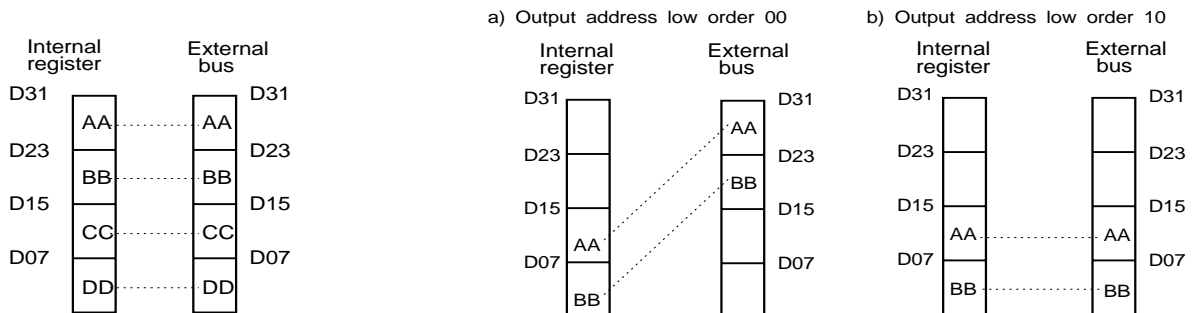 a) Output address low order 00
b) Output address low order 10
Internal register
External bus
D31 D31
AA AA
D23 D23
BB BB
D15 D15
CC CC
D07 D07
DD DD
Internal register
External bus
D31 D31
AA
D23 D23
BB
D15 D15
AA
D07 D07
BB
Internal register
External bus
D31 D31
D23 D23
D15 D15
AA AA
D07 D07
BB BB